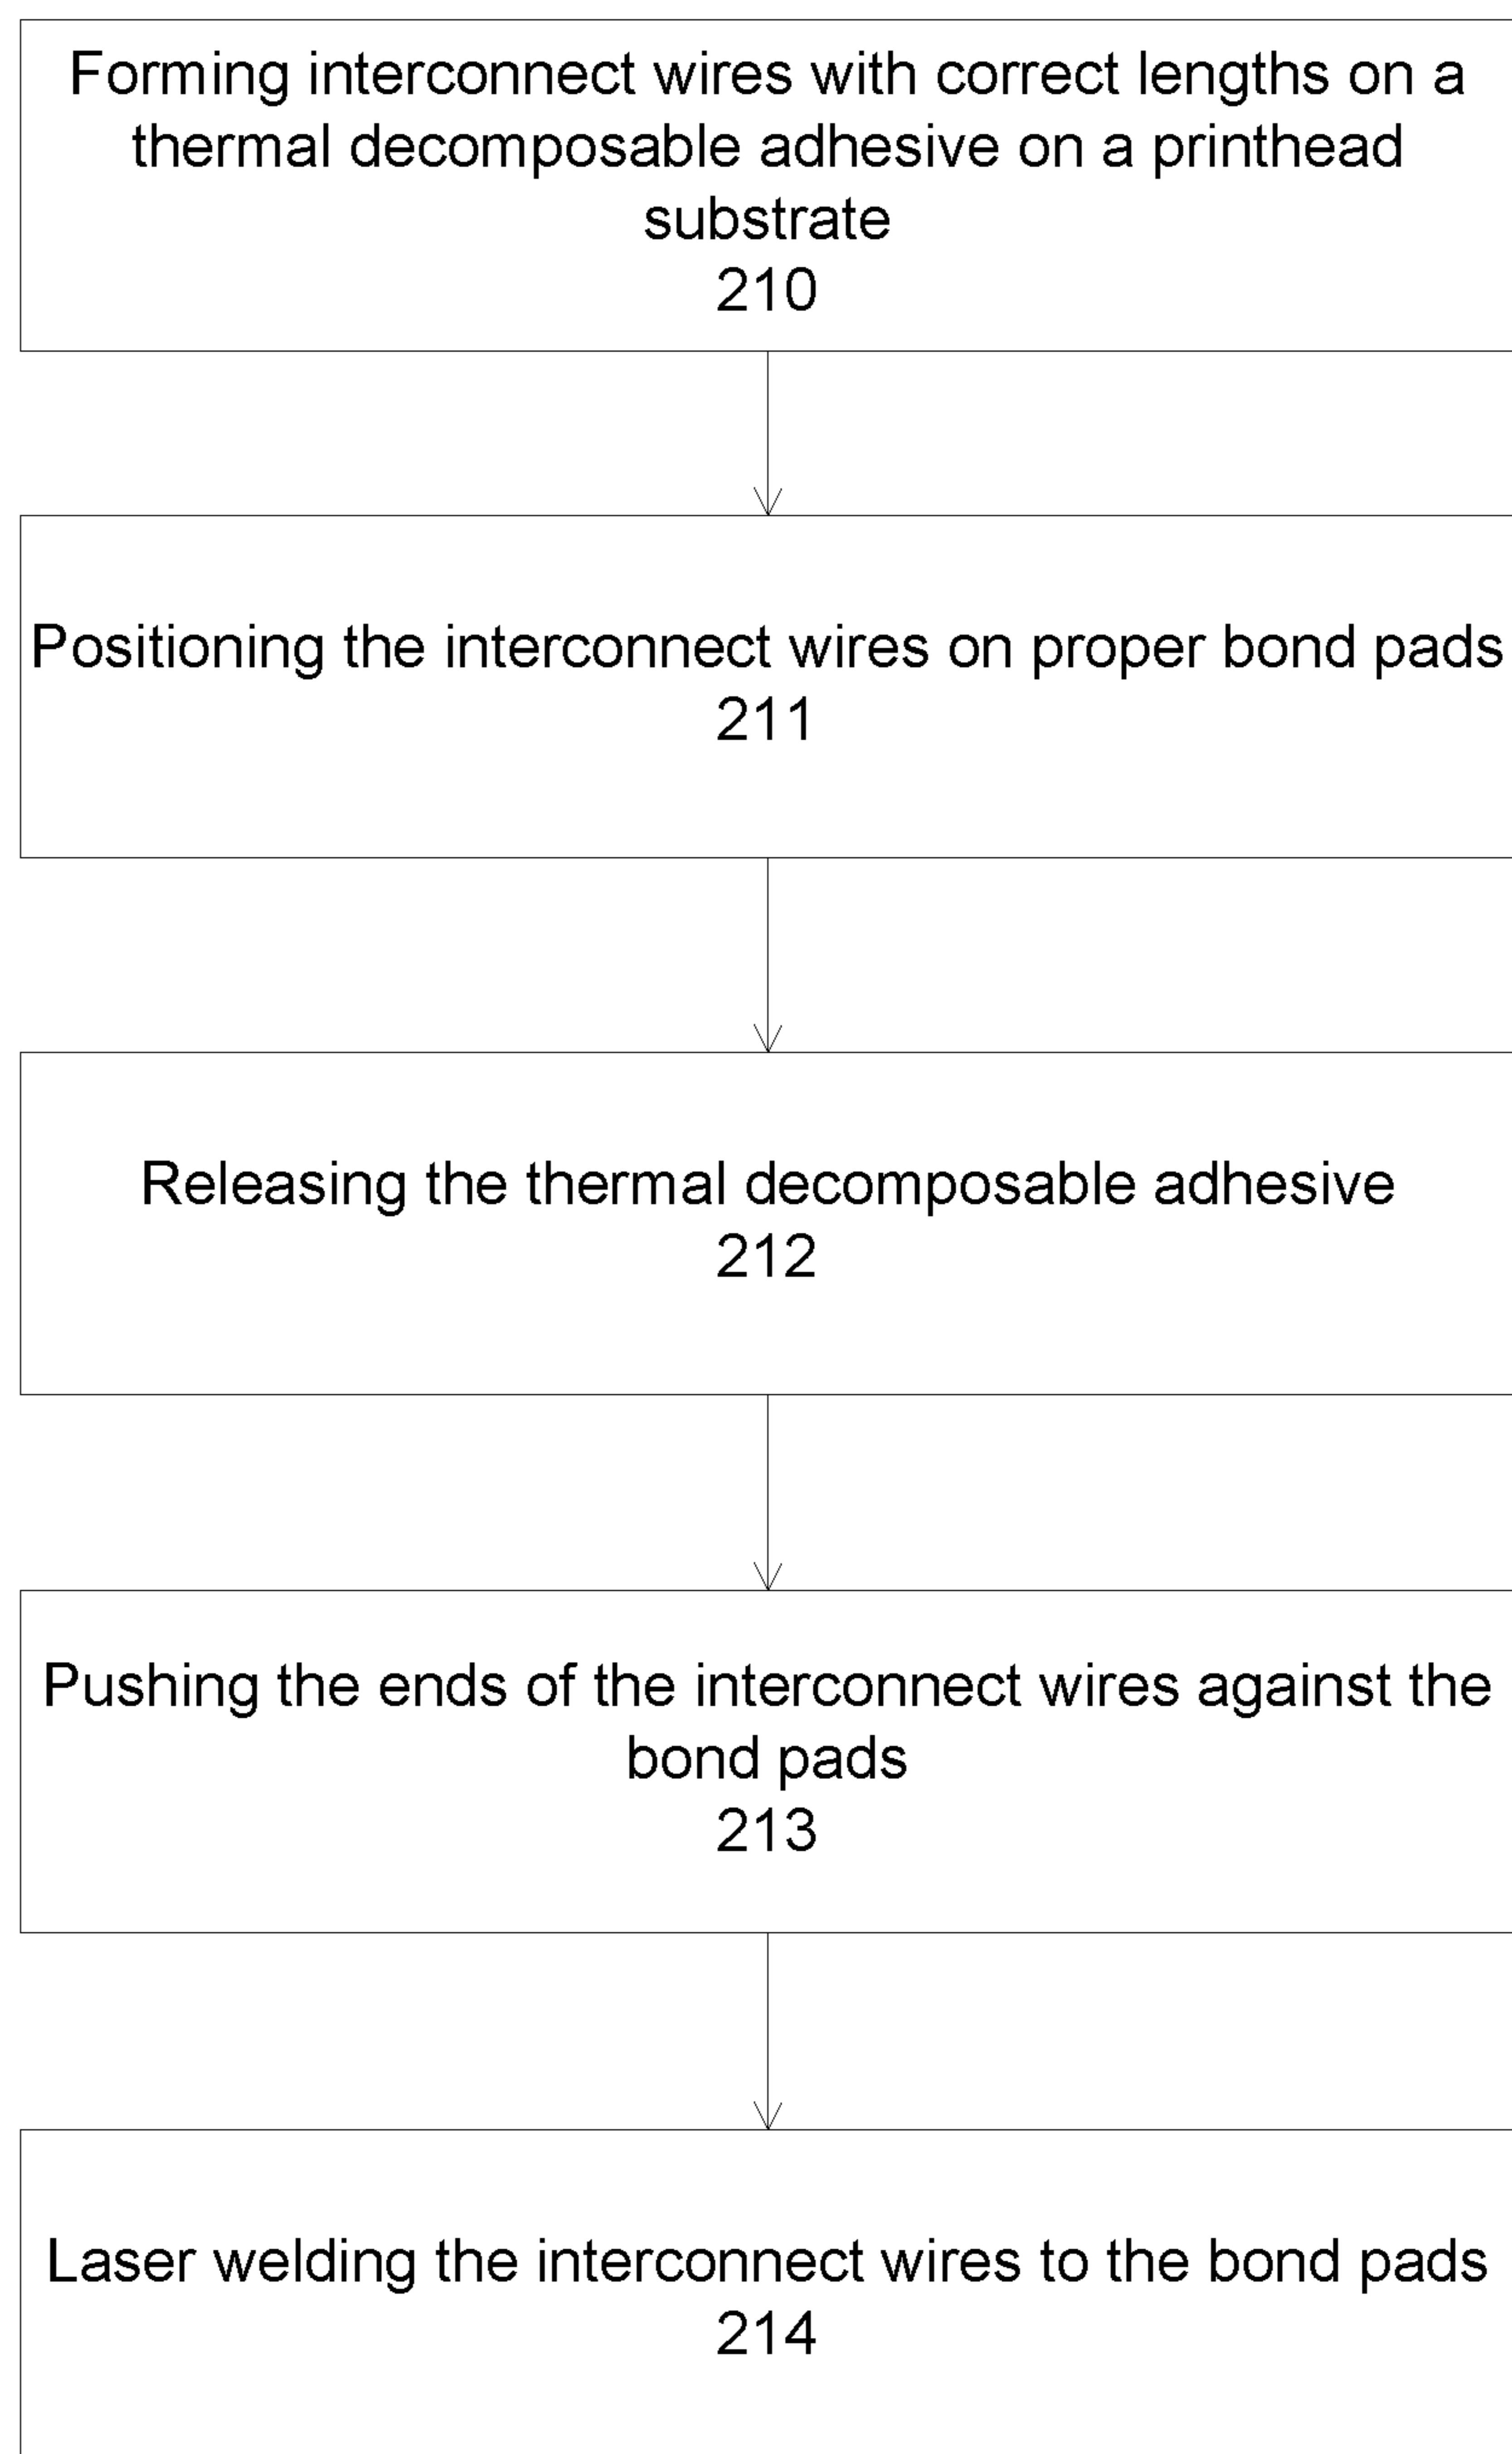 Forming interconnect wires with correct lengths on a
thermal decomposable adhesive on a printhead
substrate
210
Positioning the interconnect wires on proper bond pads
211
Releasing the thermal decomposable adhesive
212
Pushing the ends of the interconnect wires against the
bond pads
213
Laser welding the interconnect wires to the bond pads
214